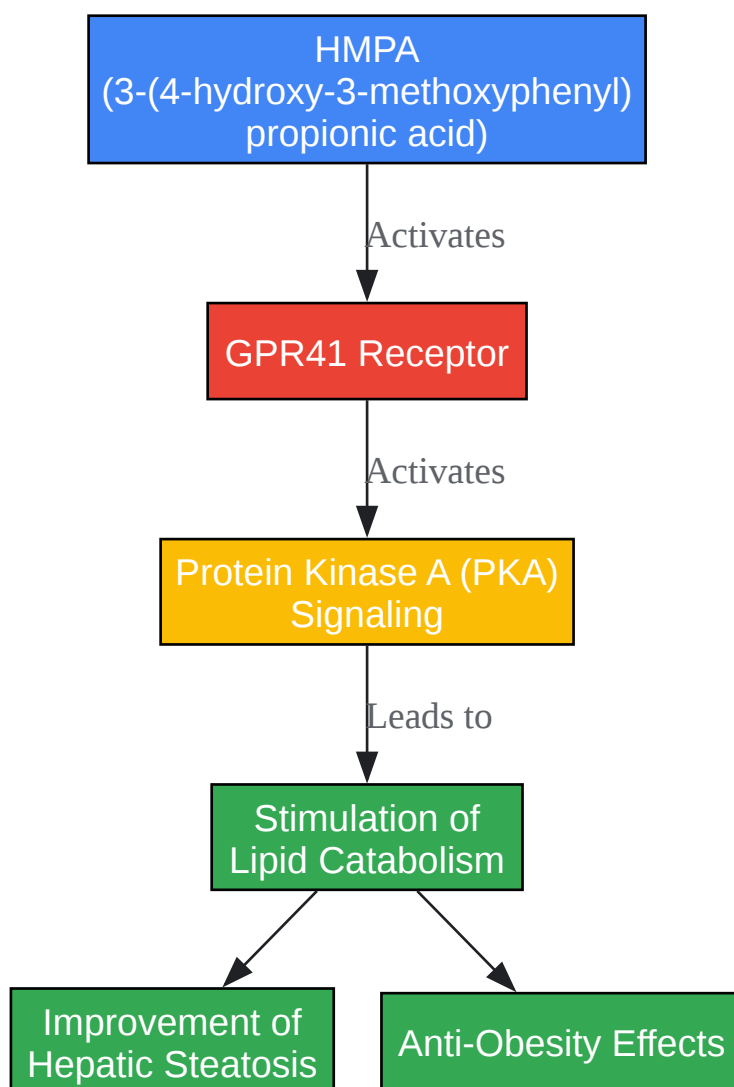 HMPA
(3-(4-hydroxy-3-methoxyphenyl)
propionic acid)
Activates
GPR41 Receptor
Activates
Protein Kinase A (PKA)
Signaling
Leads to
Stimulation of
Lipid Catabolism
Improvement of
Hepatic Steatosis
Anti-Obesity Effects